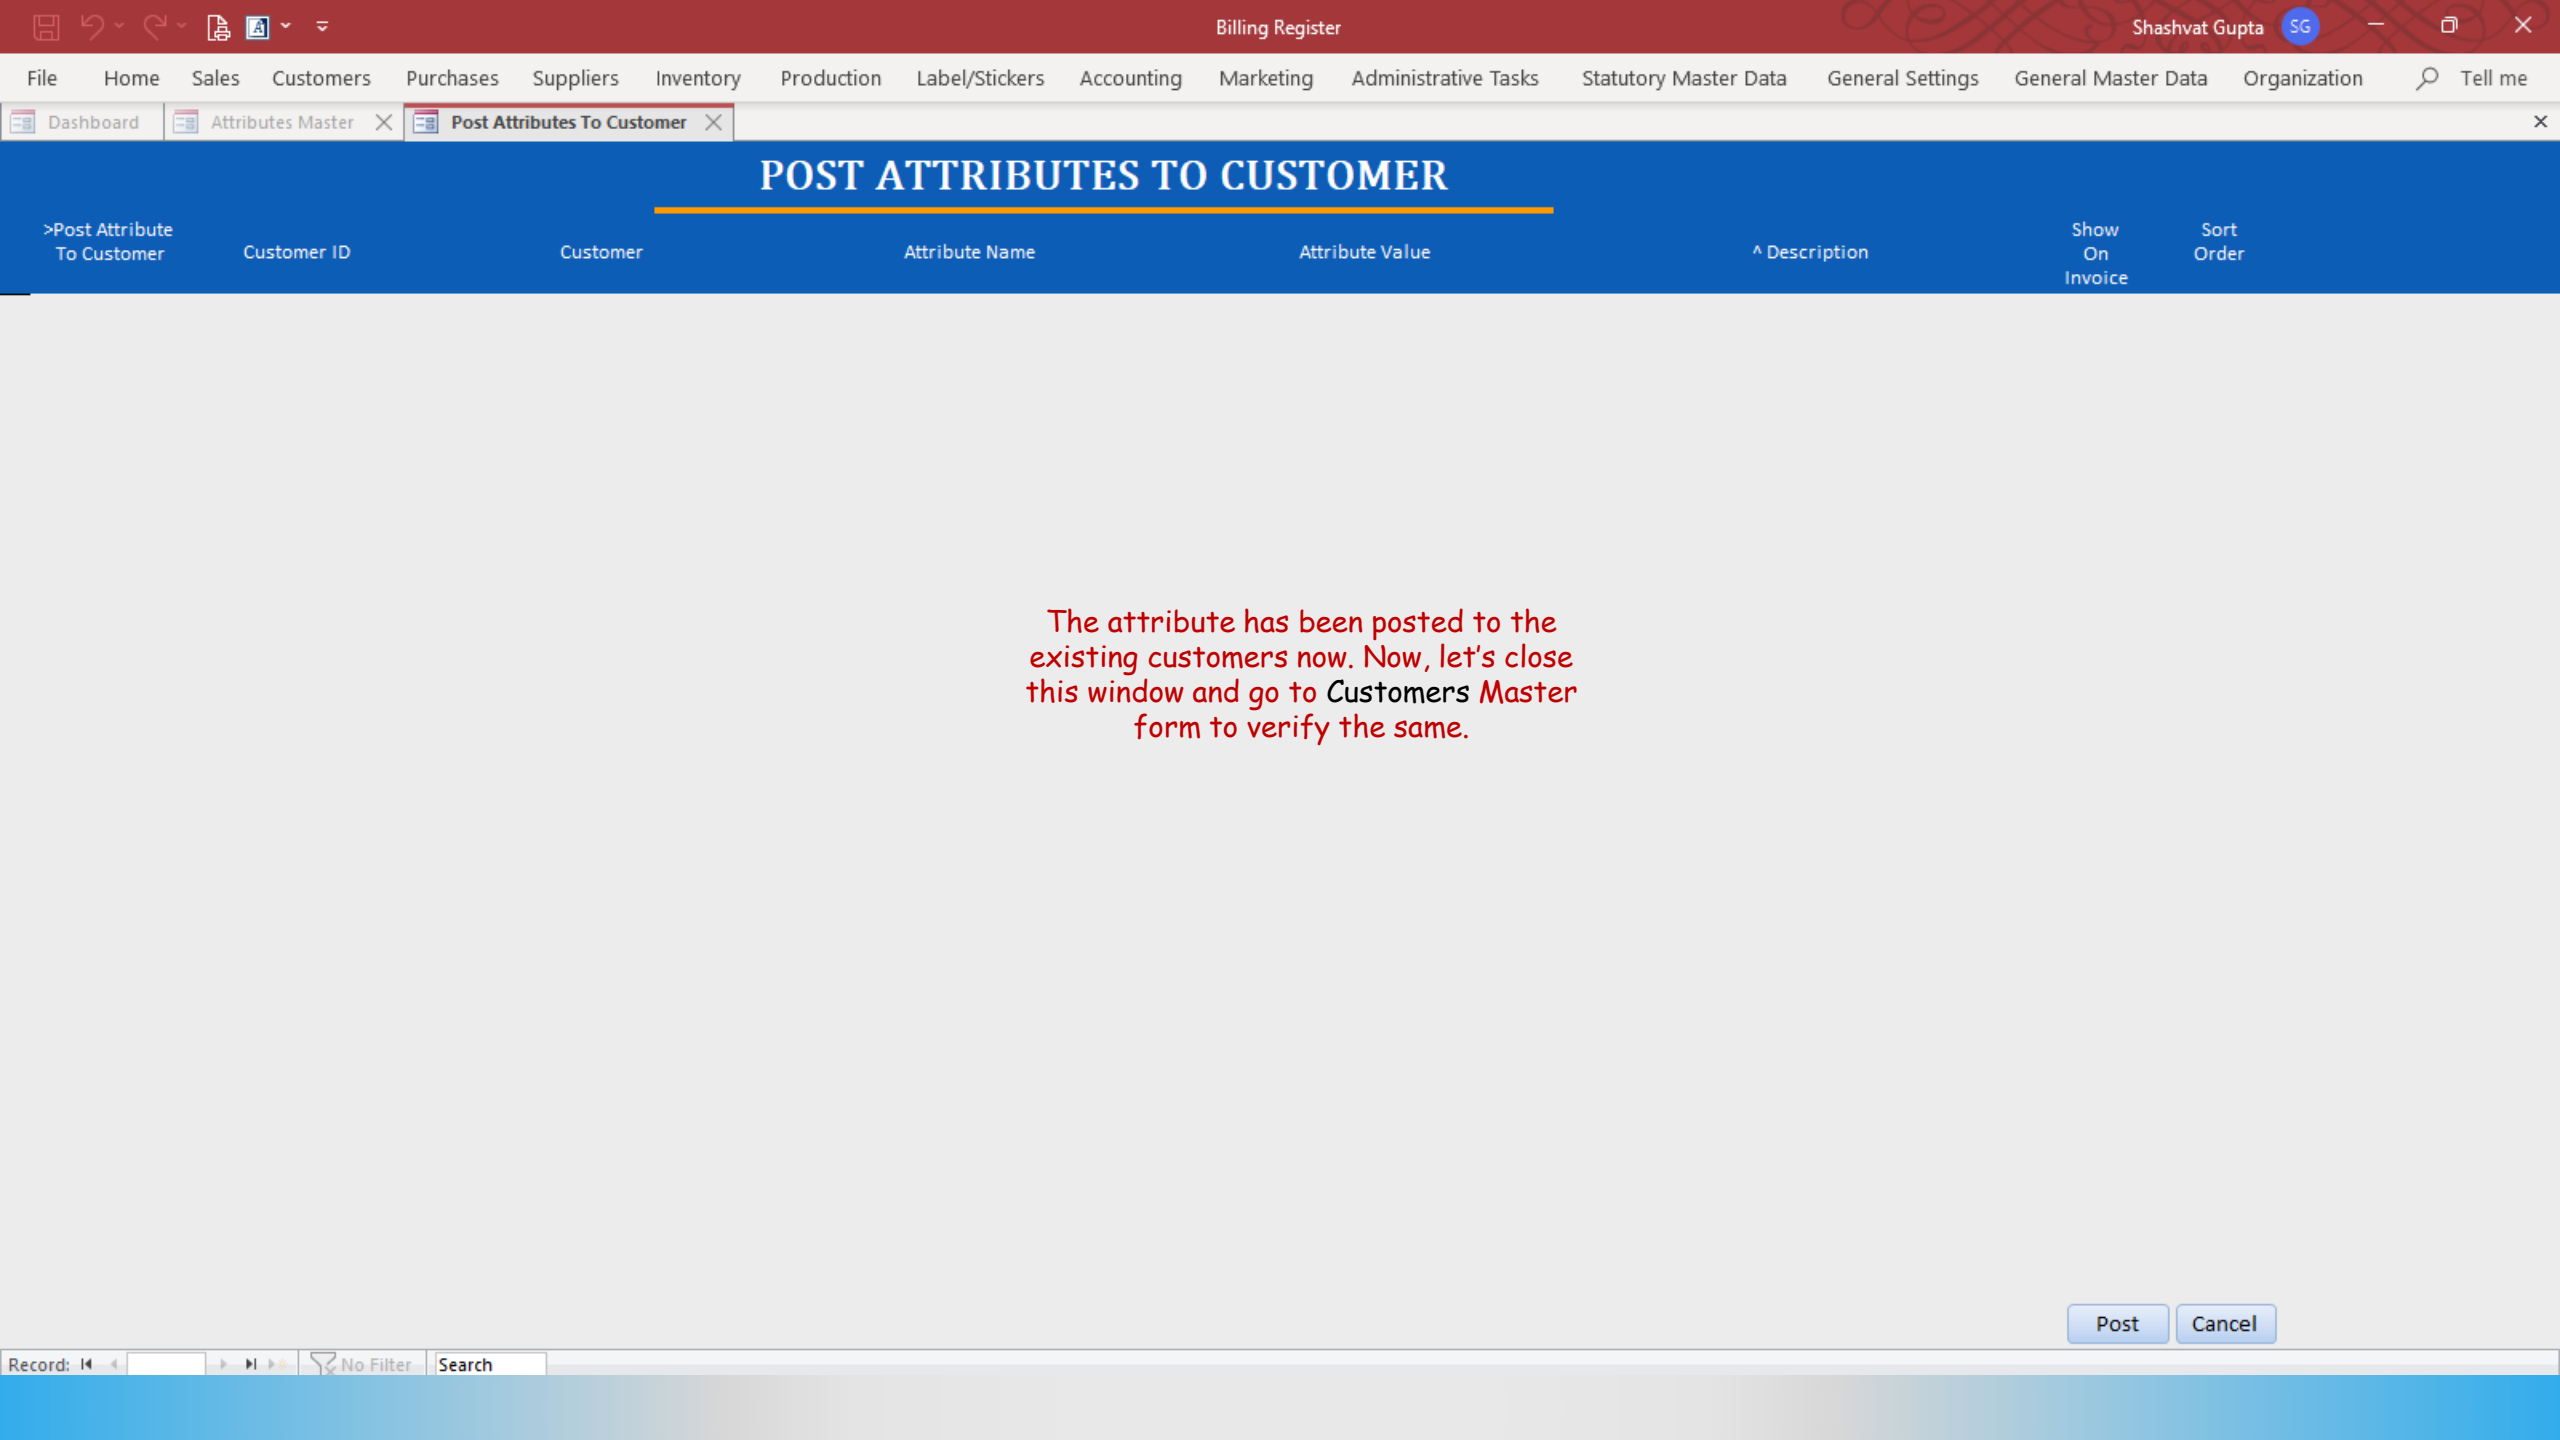 Billing Register
Shashvat Gupta SG
File Home Sales Customers Purchases Suppliers Inventory Production Label/Stickers Accounting Marketing Administrative Tasks Statutory Master Data General Settings General Master Data Organization Tell me
Dashboard Attributes Master Post Attributes To Customer
POST ATTRIBUTES TO CUSTOMER
>Post Attribute
To Customer
Customer ID
Customer
Attribute Name
Attribute Value
^ Description
Show
On
Invoice
Sort
Order
The attribute has been posted to the
existing customers now. Now, let’s close
this window and go to Customers Master
form to verify the same.
Post Cancel
Record: No Filter Search